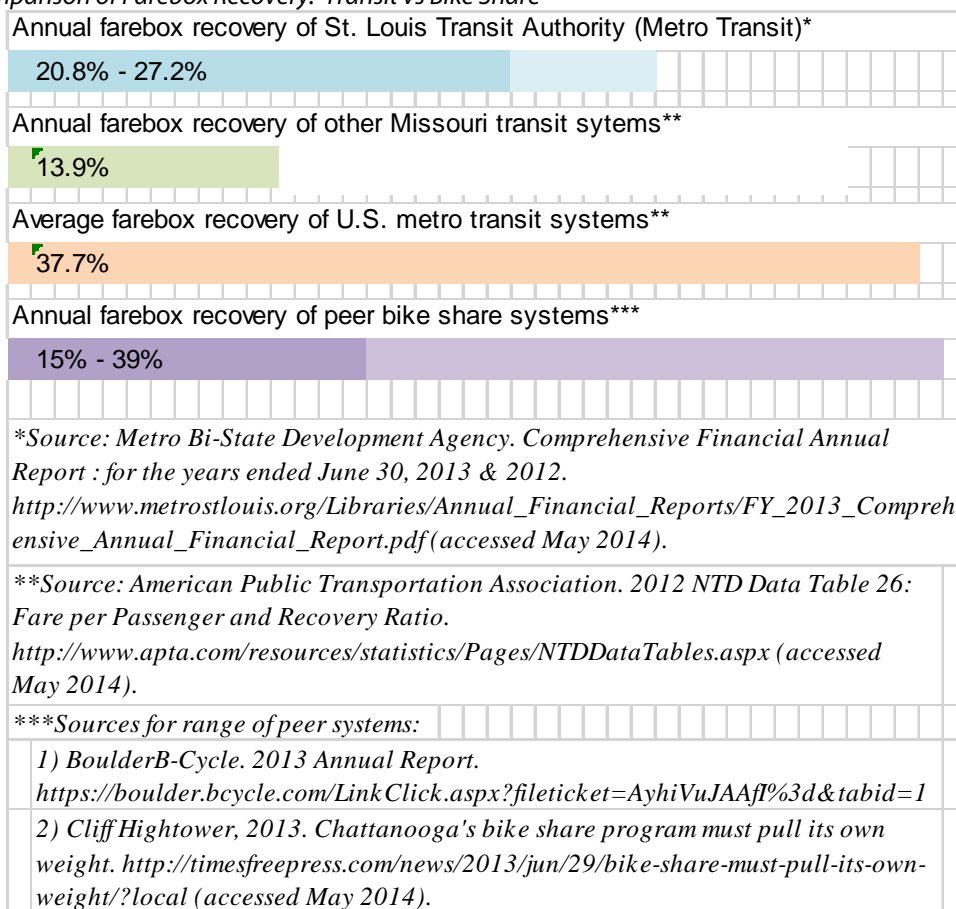 Comparison of Farebox Recovery: Transit vs Bike Share
Annual farebox recovery of St. Louis Transit Authority (Metro Transit)*
20.8% - 27.2%
Annual farebox recovery of other Missouri transit sytems**
13.9%
Average farebox recovery of U.S. metro transit systems**
37.7%
Annual farebox recovery of peer bike share systems***
15% - 39%
*Source: Metro Bi-State Development Agency. Comprehensive Financial Annual
Report : for the years ended June 30, 2013 & 2012.
http://www.metrostlouis.org/Libraries/Annual_Financial_Reports/FY_2013_Compreh
ensive_Annual_Financial_Report.pdf (accessed May 2014).
**Source: American Public Transportation Association. 2012 NTD Data Table 26:
Fare per Passenger and Recovery Ratio.
http://www.apta.com/resources/statistics/Pages/NTDDataTables.aspx (accessed
May 2014).
***Sources for range of peer systems:
1) BoulderB-Cycle. 2013 Annual Report.
https://boulder.bcycle.com/LinkClick.aspx?fileticket=AyhiVuJAAfI%3d&tabid=1
2) Cliff Hightower, 2013. Chattanooga's bike share program must pull its own
weight. http://timesfreepress.com/news/2013/jun/29/bike-share-must-pull-its-own-
weight/?local (accessed May 2014).